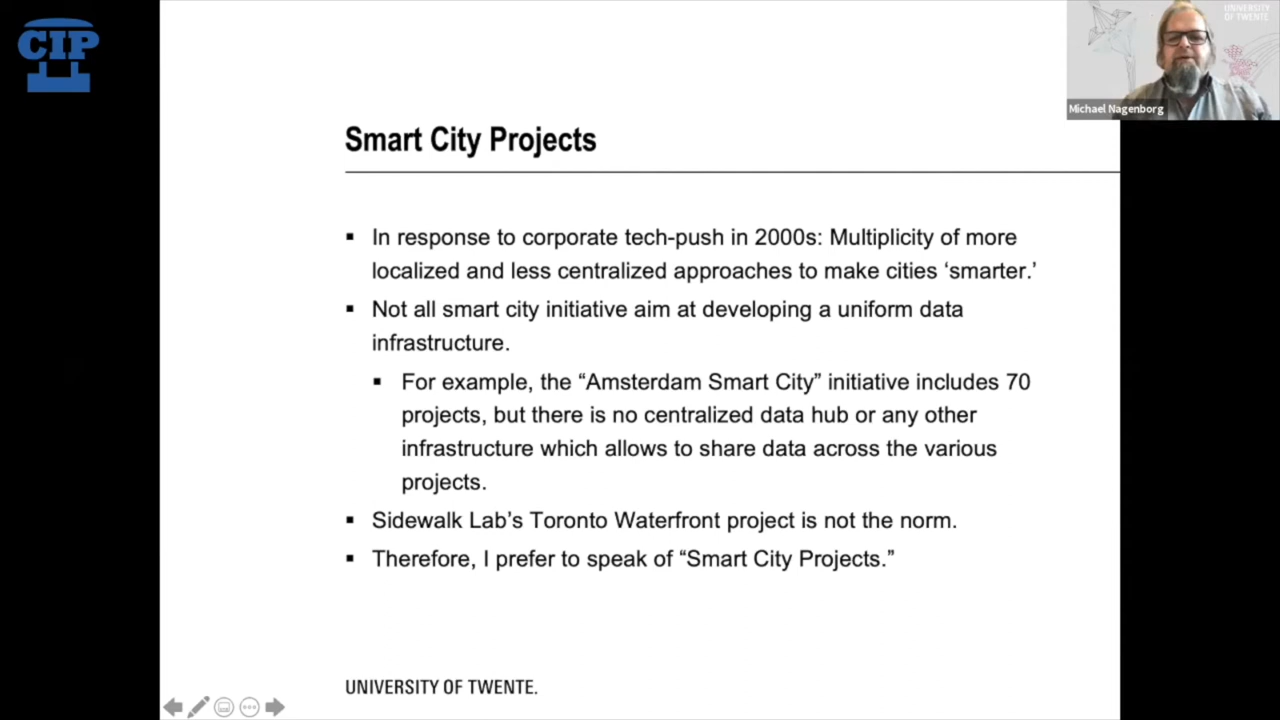 CIP
UNIVERSITY
OF TWENTE.
Michael Nagenborg
Smart City Projects
▪ In response to corporate tech-push in 2000s: Multiplicity of more
localized and less centralized approaches to make cities ‘smarter.’
▪ Not all smart city initiative aim at developing a uniform data
infrastructure.
▪ For example, the “Amsterdam Smart City” initiative includes 70
projects, but there is no centralized data hub or any other
infrastructure which allows to share data across the various
projects.
▪ Sidewalk Lab’s Toronto Waterfront project is not the norm.
▪ Therefore, I prefer to speak of “Smart City Projects.”
UNIVERSITY OF TWENTE.